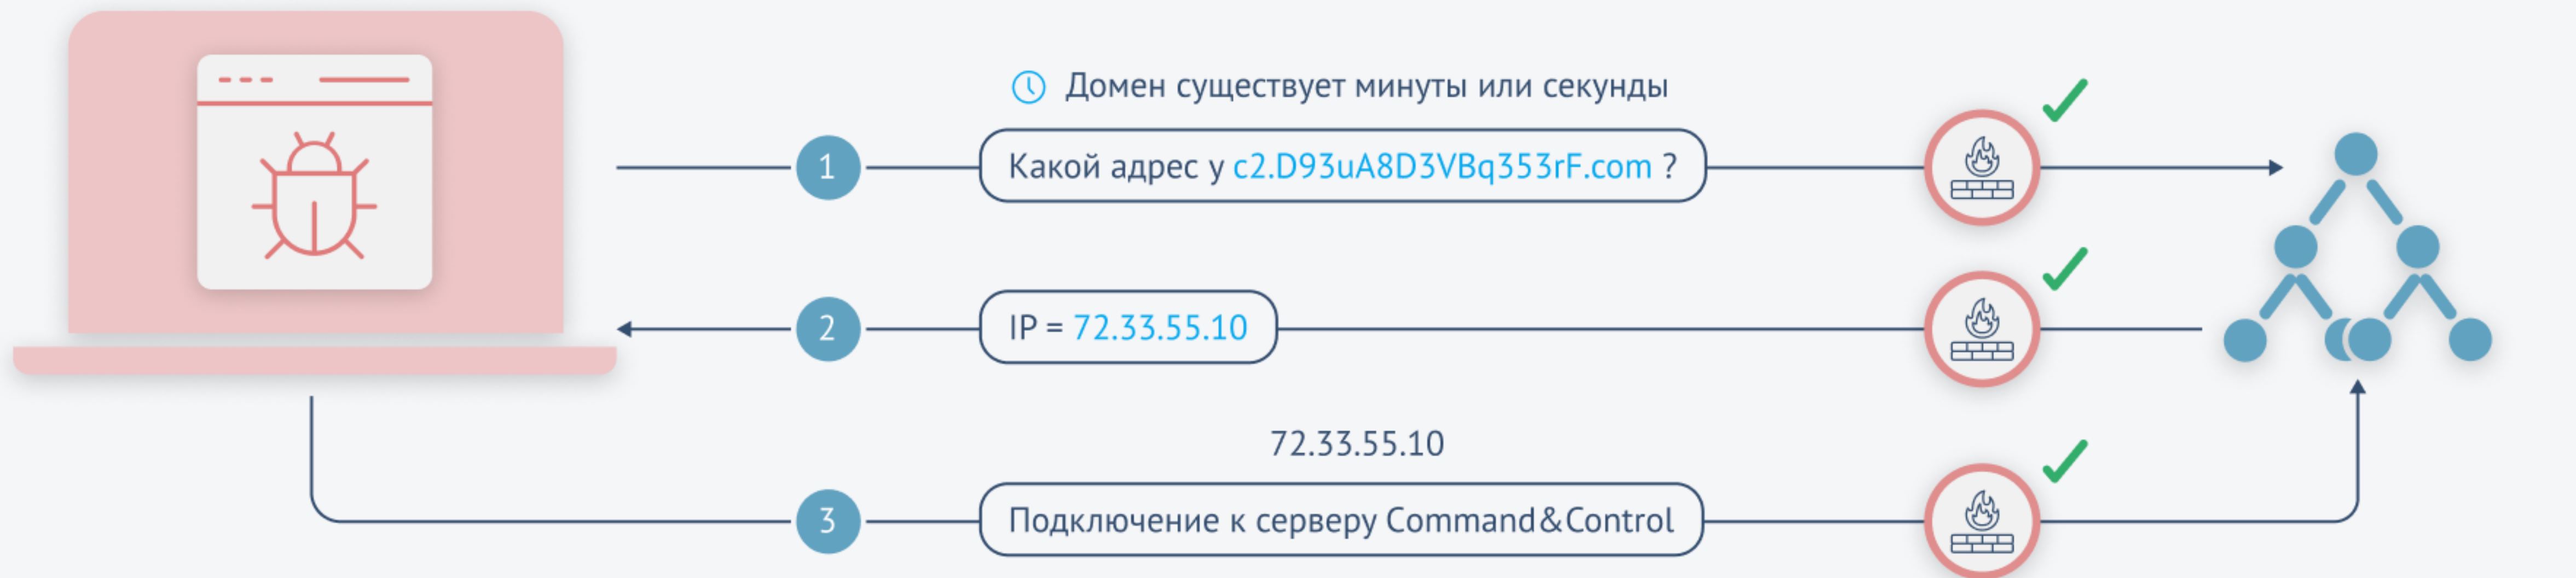 Домен существует минуты или секунды
1
Какой адрес у c2.D93uA8D3VBq353rF.com ?
2
IP = 72.33.55.10
72.33.55.10
3
Подключение к серверу Command&Control